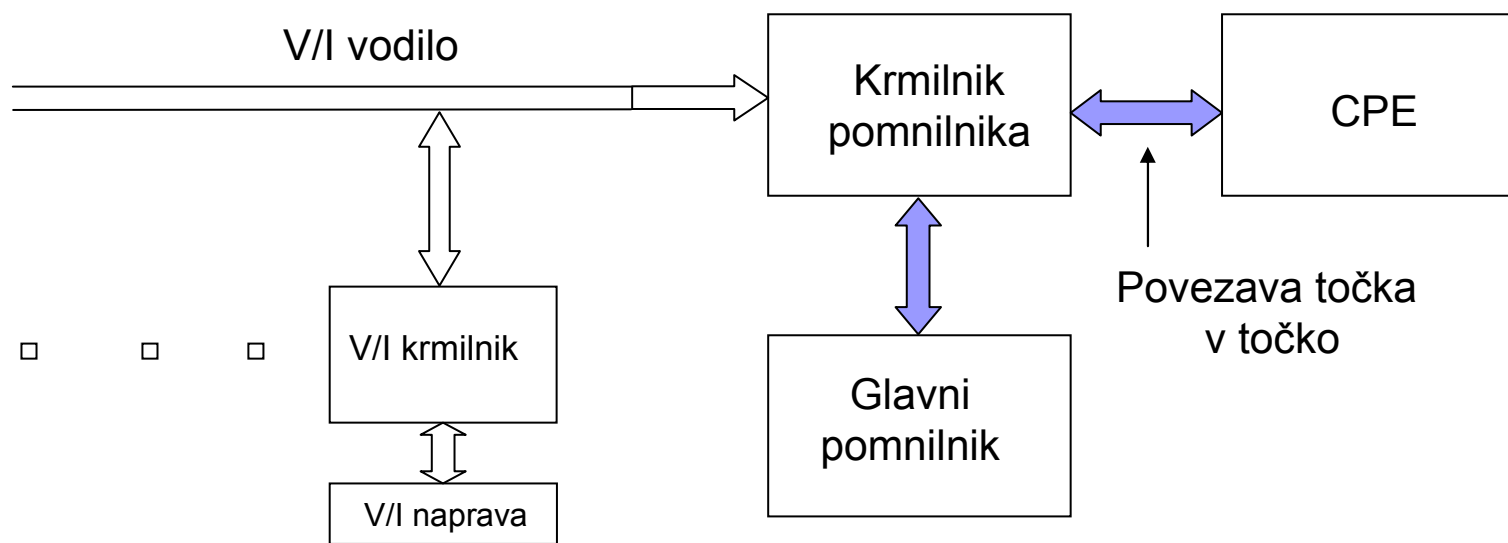 V/I vodilo
Krmilnik
pomnilnika
CPE
Povezava točka
v točko
V/I krmilnik
Glavni
pomnilnik
V/I naprava